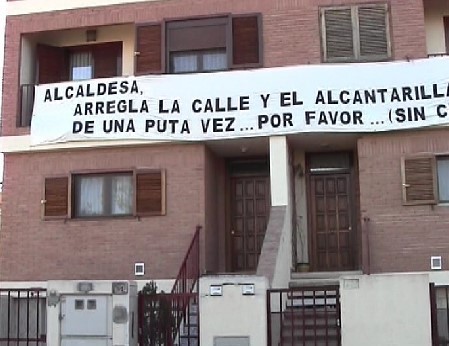 ALCALDESA,
ARREGLA LA CALLE Y EL ALCANTARILLA
DE UNA PUTA VEZ... POR FAVOR... (SIN C